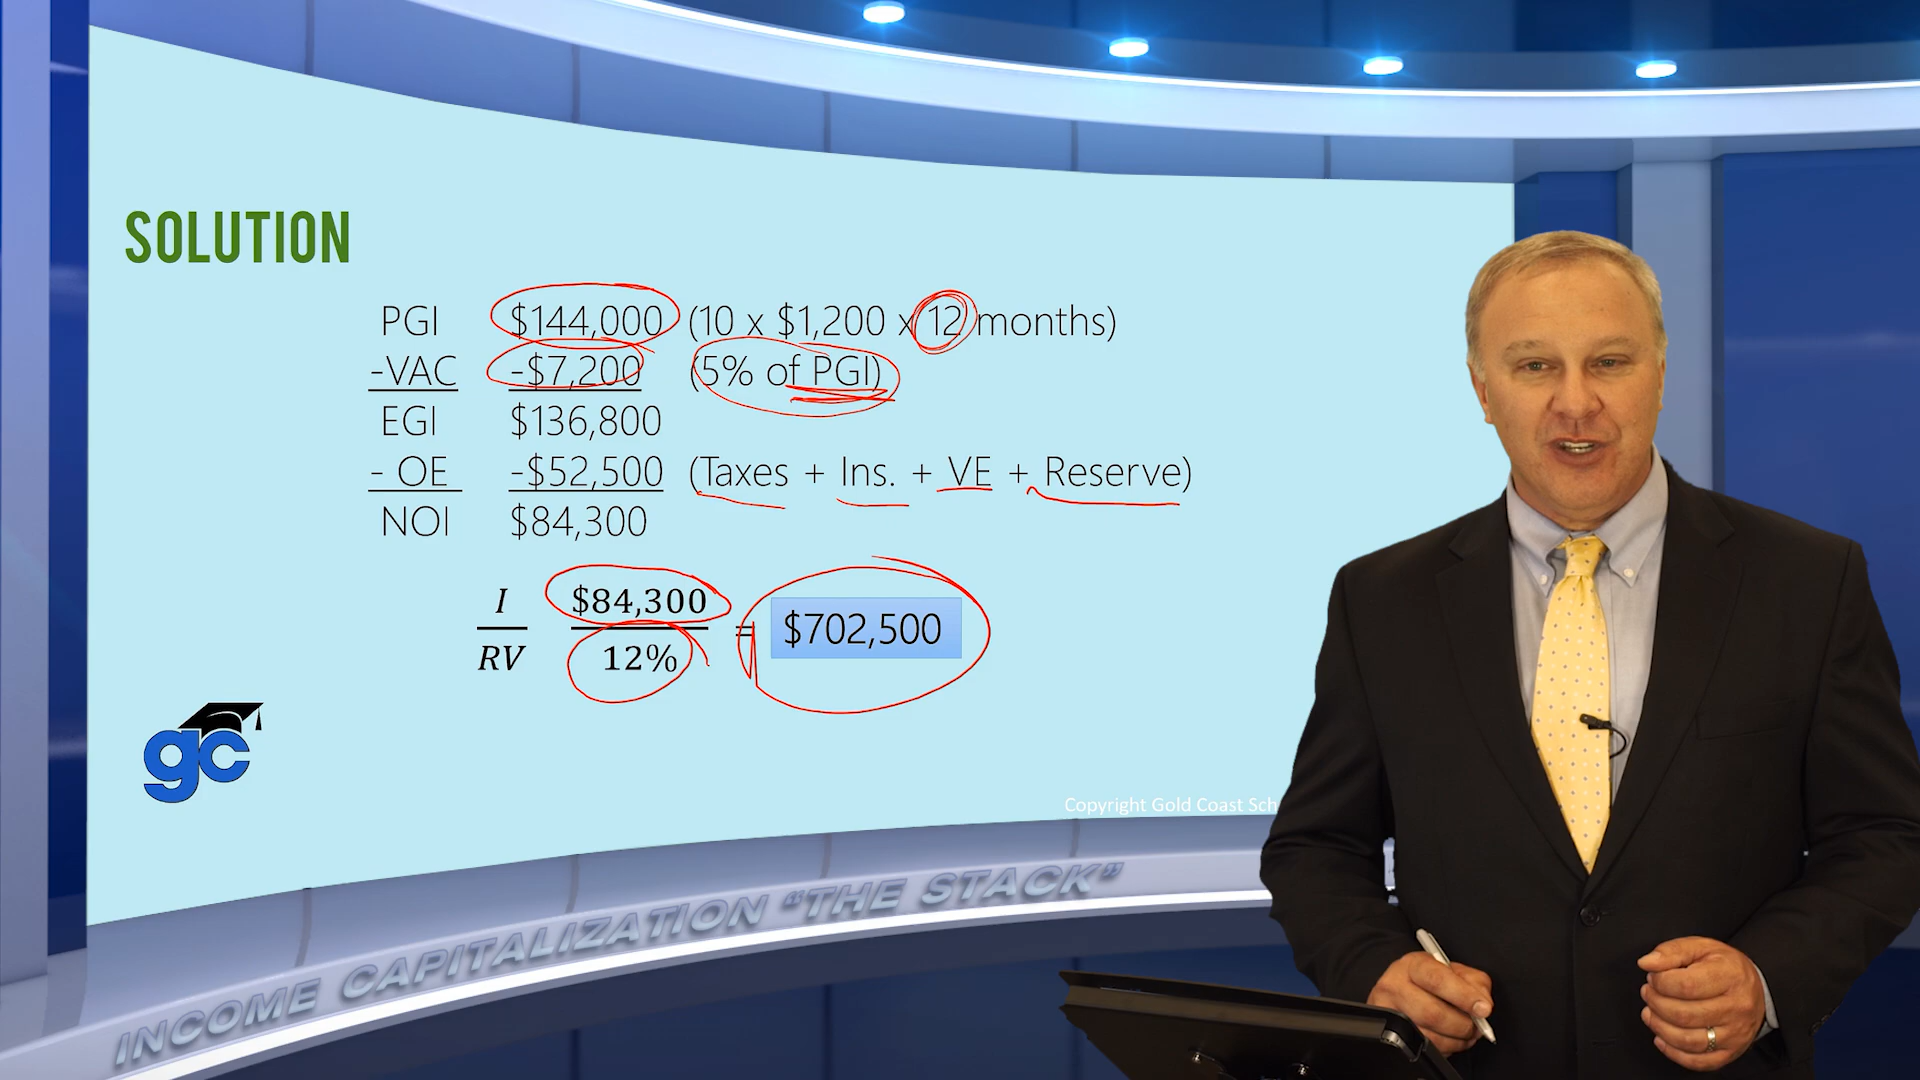 SOLUTION
PGI $144,000 (10 x $1,200 x 12 months)
-VAC -$7,200 (5% of PGI)
EGI $136,800
- OE -$52,500 (Taxes + Ins. + VE + Reserve)
NOI $84,300
I $84,300
RV 12% = $702,500
gc
Copyright Gold Coast Sch
INCOME CAPITALIZATION "THE STACK"